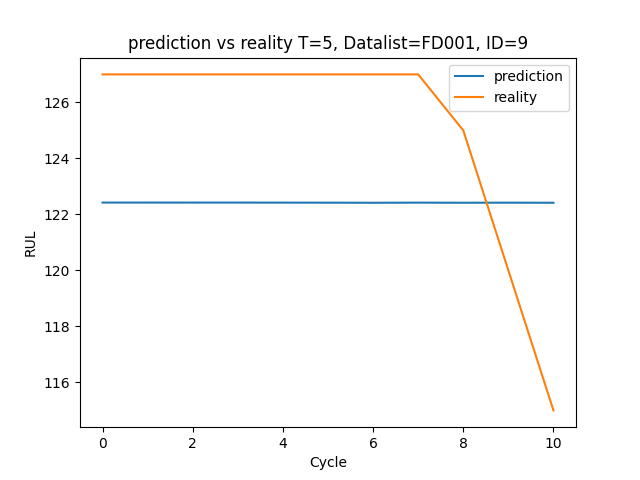 prediction vs reality T=5, Datalist=FD001, ID=9
prediction
reality
126
124
122
120
118
116
RUL
0 2 4 6 8 10
Cycle